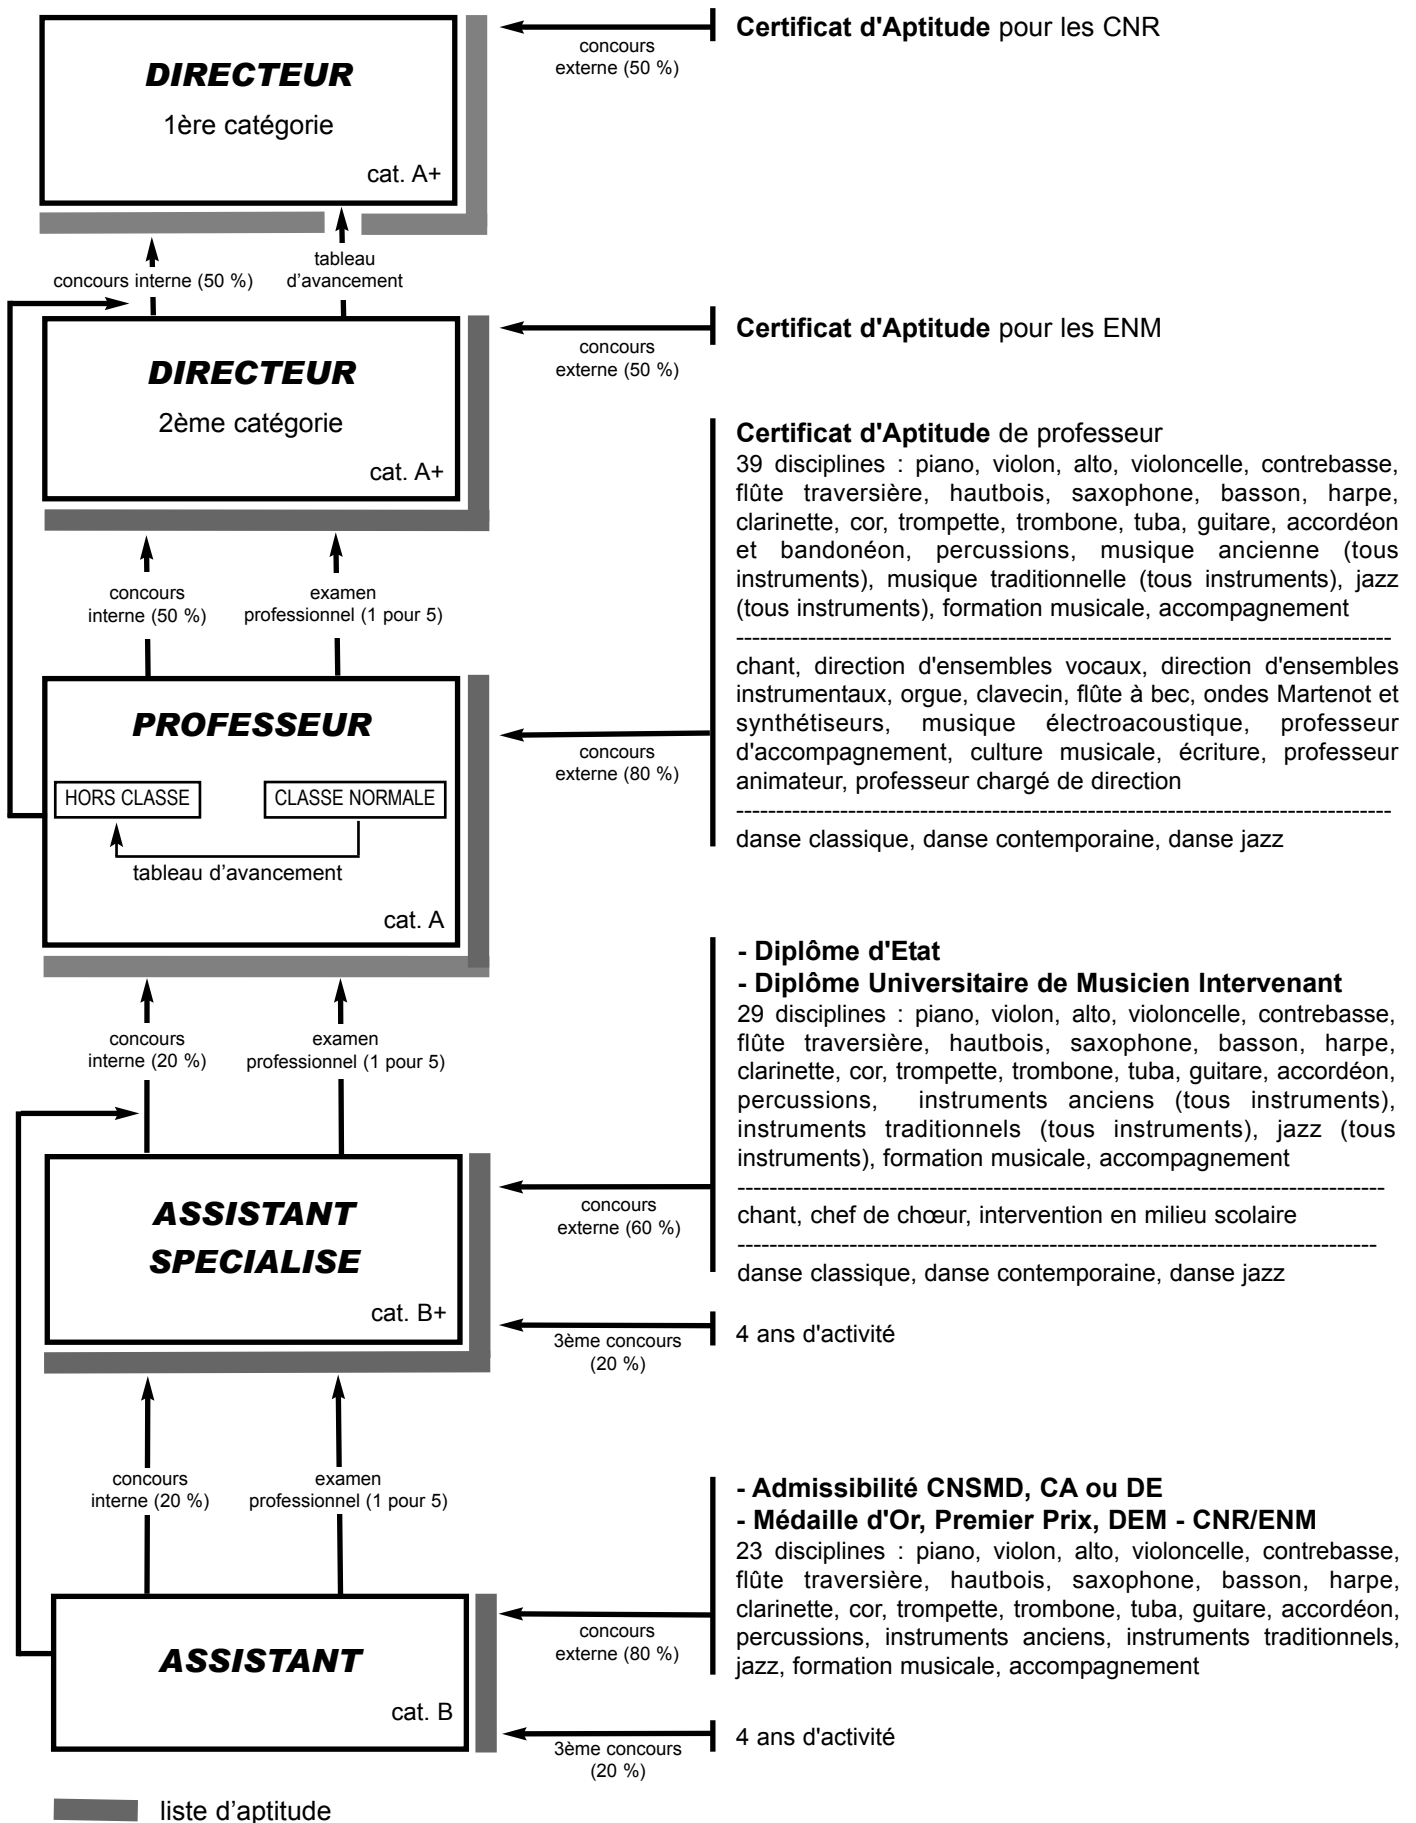 Certificat d'Aptitude pour les CNR
concours
externe (50 %)
DIRECTEUR
1ère catégorie
cat. A+
concours interne (50 %)
tableau
d’avancement
Certificat d'Aptitude pour les ENM
concours
externe (50 %)
DIRECTEUR
2ème catégorie
cat. A+
concours
interne (50 %)
examen
professionnel (1 pour 5)
Certificat d'Aptitude de professeur
39 disciplines : piano, violon, alto, violoncelle, contrebasse,
flûte traversière, hautbois, saxophone, basson, harpe,
clarinette, cor, trompette, trombone, tuba, guitare, accordéon
et bandonéon, percussions, musique ancienne (tous
instruments), musique traditionnelle (tous instruments), jazz
(tous instruments), formation musicale, accompagnement
chant, direction d'ensembles vocaux, direction d'ensembles
instrumentaux, orgue, clavecin, flûte à bec, ondes Martenot et
synthétiseurs, musique électroacoustique, professeur
d'accompagnement, culture musicale, écriture, professeur
animateur, professeur chargé de direction
danse classique, danse contemporaine, danse jazz
concours
externe (80 %)
PROFESSEUR
HORS CLASSE
CLASSE NORMALE
tableau d’avancement
cat. A
concours
interne (20 %)
examen
professionnel (1 pour 5)
- Diplôme d'Etat
- Diplôme Universitaire de Musicien Intervenant
29 disciplines : piano, violon, alto, violoncelle, contrebasse,
flûte traversière, hautbois, saxophone, basson, harpe,
clarinette, cor, trompette, trombone, tuba, guitare, accordéon,
percussions, instruments anciens (tous instruments),
instruments traditionnels (tous instruments), jazz (tous
instruments), formation musicale, accompagnement
chant, chef de chœur, intervention en milieu scolaire
danse classique, danse contemporaine, danse jazz
concours
externe (60 %)
ASSISTANT
SPECIALISE
cat. B+
3ème concours
(20 %)
4 ans d'activité
concours
interne (20 %)
examen
professionnel (1 pour 5)
- Admissibilité CNSMD, CA ou DE
- Médaille d'Or, Premier Prix, DEM - CNR/ENM
23 disciplines : piano, violon, alto, violoncelle, contrebasse,
flûte traversière, hautbois, saxophone, basson, harpe,
clarinette, cor, trompette, trombone, tuba, guitare, accordéon,
percussions, instruments anciens, instruments traditionnels,
jazz, formation musicale, accompagnement
concours
externe (80 %)
ASSISTANT
cat. B
3ème concours
(20 %)
4 ans d'activité
liste d’aptitude